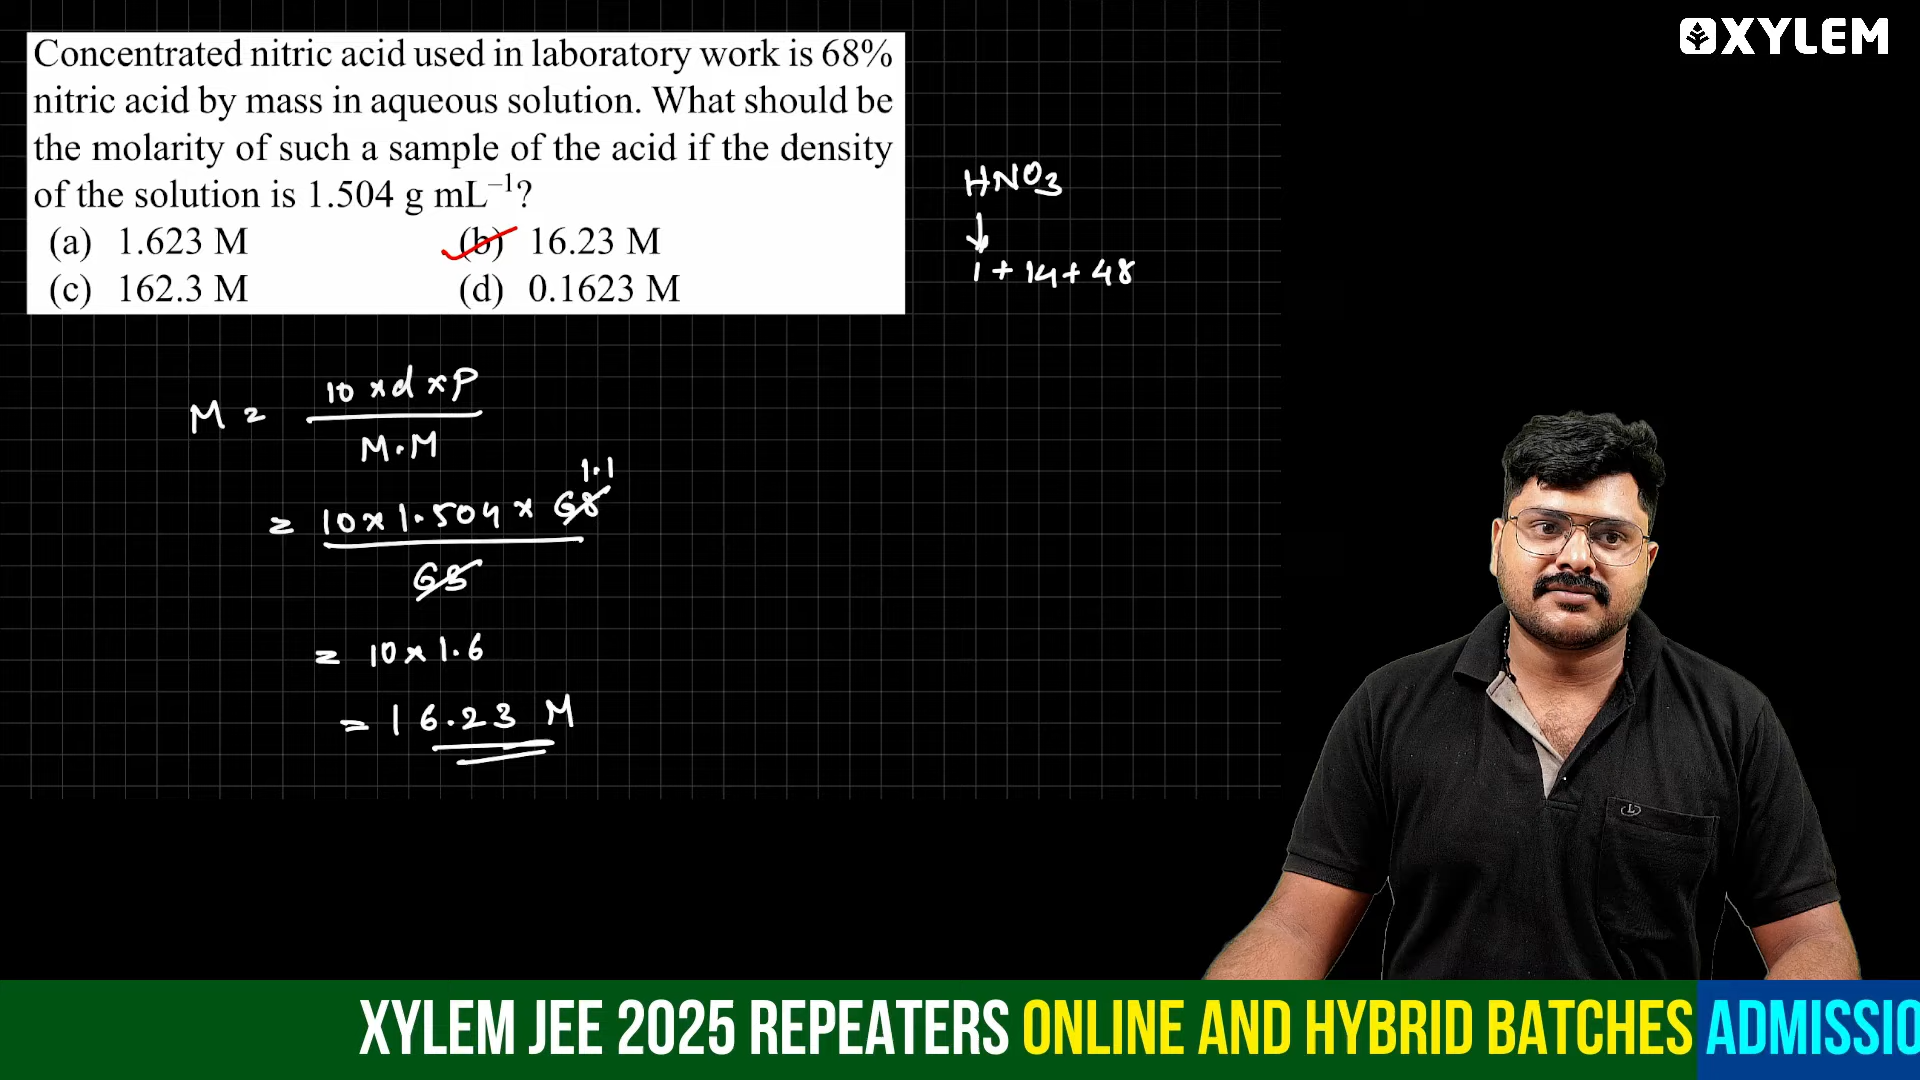 XYLEM
Concentrated nitric acid used in laboratory work is 68%
nitric acid by mass in aqueous solution. What should be
the molarity of such a sample of the acid if the density
of the solution is 1.504 g mL⁻¹?
(a) 1.623 M (b) 16.23 M
(c) 162.3 M (d) 0.1623 M
HNO3
↓
1 + 14 + 48
M = 10 × d × P
M.M
1.1
= 10 × 1.504 × 68
63
= 10 × 1.6
= 16.23 M
XYLEM JEE 2025 REPEATERS ONLINE AND HYBRID BATCHES ADMISSIO